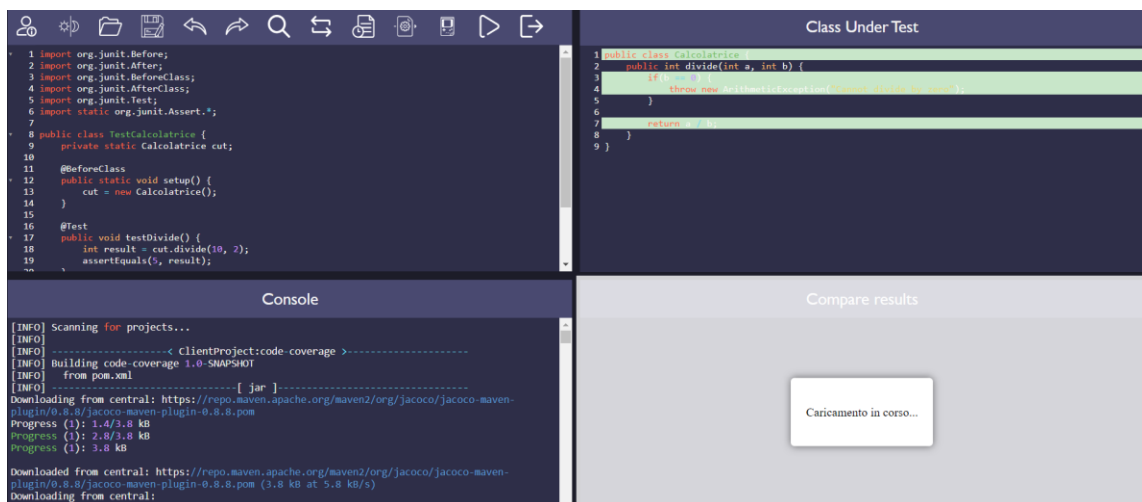 1 import org.junit.Before;
2 import org.junit.After;
3 import org.junit.BeforeClass;
4 import org.junit.AfterClass;
5 import org.junit.Test;
6 import static org.junit.Assert.*;
7
8 public class TestCalcolatrice {
9 private static Calcolatrice cut;
10
11 @BeforeClass
12 public static void setup() {
13 cut = new Calcolatrice();
14 }
15
16 @Test
17 public void testDivide() {
18 int result = cut.divide(10, 2);
19 assertEquals(5, result);
Class Under Test
1 public class Calcolatrice {
2 public int divide(int a, int b) {
3 if(b == 0) {
4 throw new ArithmeticException(
5 }
6
7 return a / b;
8 }
9 }
Console
[INFO] Scanning for projects...
[INFO]
[INFO] --------------------< ClientProject:code-coverage >---------------------
[INFO] Building code-coverage 1.0-SNAPSHOT
[INFO] from pom.xml
[INFO] --------------------------------[ jar ]---------------------------------
Downloading from central: https://repo.maven.apache.org/maven2/org/jacoco/jacoco-maven-
plugin/0.8.8/jacoco-maven-plugin-0.8.8.pom
Progress (1): 1.4/3.8 kB
Progress (1): 2.8/3.8 kB
Progress (1): 3.8 kB
Downloaded from central: https://repo.maven.apache.org/maven2/org/jacoco/jacoco-maven-
plugin/0.8.8/jacoco-maven-plugin-0.8.8.pom (3.8 kB at 5.8 kB/s)
Downloading from central:
Compare results
Caricamento in corso...